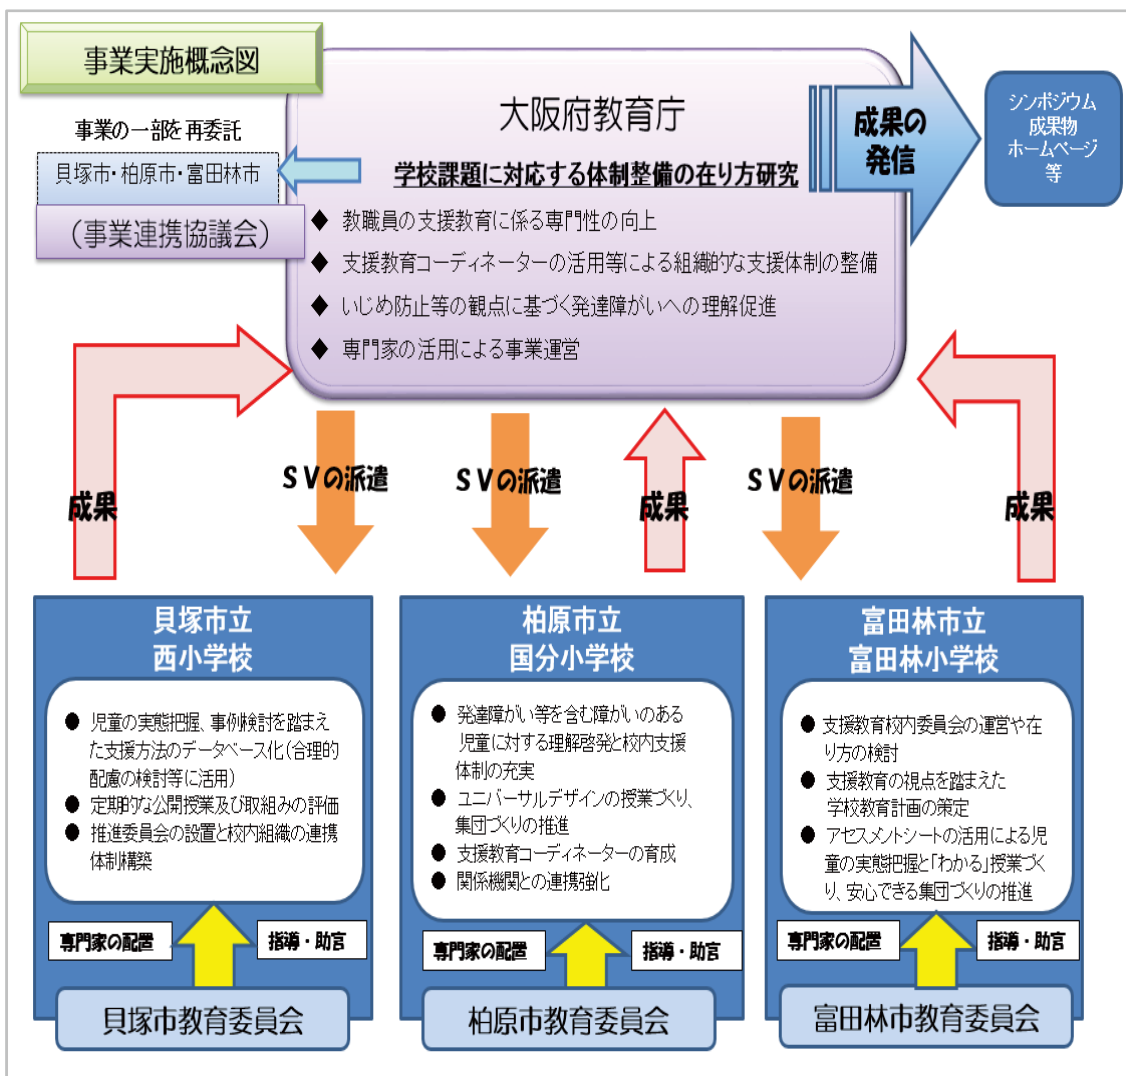 事業実施概念図
事業の一部を再委託
貝塚市・柏原市・富田林市
(事業連携協議会)
大阪府教育庁
学校課題に対応する体制整備の在り方研究
◆ 教職員の支援教育に係る専門性の向上
◆ 支援教育コーディネーターの活用等による組織的な支援体制の整備
◆ いじめ防止等の観点に基づく発達障がいへの理解促進
◆ 専門家の活用による事業運営
成果の
発信
シンポジウム
成果物
ホームページ
等
成果
SVの派遣
SVの派遣
成果
SVの派遣
成果
貝塚市立
西小学校
● 児童の実態把握、事例検討を踏まえ
た支援方法のデータベース化(合理的
配慮の検討等に活用)
● 定期的な公開授業及び取組みの評価
● 推進委員会の設置と校内組織の連携
体制構築
専門家の配置
指導・助言
貝塚市教育委員会
柏原市立
国分小学校
● 発達障がい等を含む障がいのある
児童に対する理解啓発と校内支援
体制の充実
● ユニバーサルデザインの授業づくり、
集団づくりの推進
● 支援教育コーディネーターの育成
● 関係機関との連携強化
専門家の配置
指導・助言
柏原市教育委員会
富田林市立
富田林小学校
● 支援教育校内委員会の運営や在
り方の検討
● 支援教育の視点を踏まえた
学校教育計画の策定
● アセスメントシートの活用による児
童の実態把握と「わかる」授業づく
り、安心できる集団づくりの推進
専門家の配置
指導・助言
富田林市教育委員会